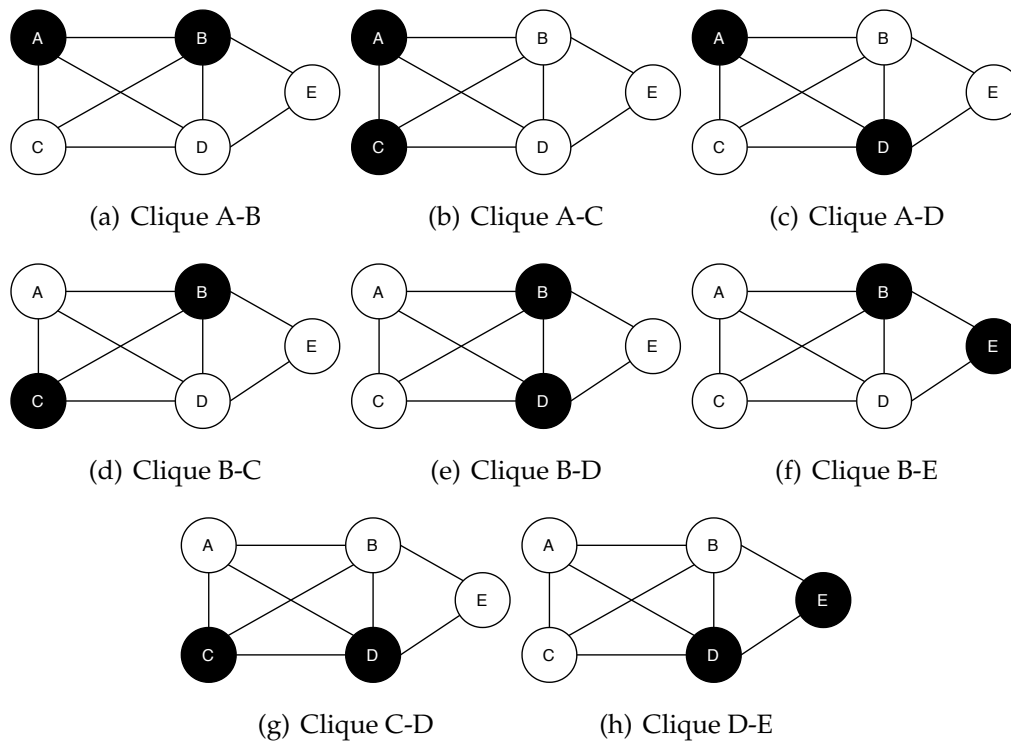 A B E
C D
(a) Clique A-B
A B E
C D
(b) Clique A-C
A B E
C D
(c) Clique A-D
A B E
C D
(d) Clique B-C
A B E
C D
(e) Clique B-D
A B E
C D
(f) Clique B-E
A B E
C D
(g) Clique C-D
A B E
C D
(h) Clique D-E